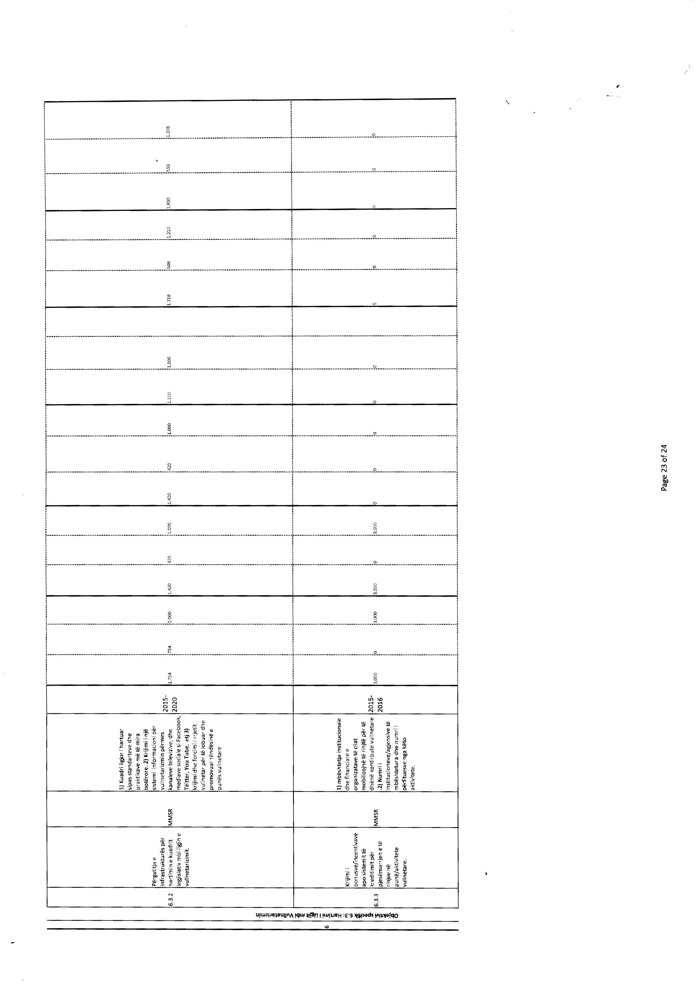 6
Objektivi specifik 6.3: Hartimi i Ligjit mbi Vullnetarizmin
6.3.2
Përgatitja e
infrastrukturës për
hartimin e kuadrit
legjislativ mbi ligjin e
vullnetarizimit.
MMSR
1) Kuadri ligjor i hartuar
sipas standarteve dhe
praktikave më të mira
botërore. 2) Krijimi i një
sistemi informacioni për
vullnetarizmin përmes
kanaleve televizive, dhe
mediave sociale si Facebook,
Tëitter, You Tube, etj 3)
krijimi dhe forcimi i rrjetit
vullnetar për të lobuar dhe
promovuar rëndësinë e
punës vullnetare
2015-
2020
1,754 754 1,000 1,420 420 1,000 1,420 420 1,000 1,100 1,100 1,718 508 1,210 1,890 559 1,331
6.3.3
Krijimi i
bonusve/incentivave
apo sistemit të
kreditimit për
pjesëmarrjen e të
rinjve në
punë/aktivitete
vullnetare.
MMSR
1) mbështetja institucionale
dhe financiare e
organizatave të cilat
mobilizojnë të rinjtë për të
dhënë kontirbute vullnetare
.2) Numri i
institucioneve/agjensive të
mbështetura dhe numri i
përfituesve nga këto
aktivitete.
2015-
2016
3,000 0 3,000 3,000 0 3,000 0 0 0 0 0 0 0 0 0 0 0
Page 23 of 24